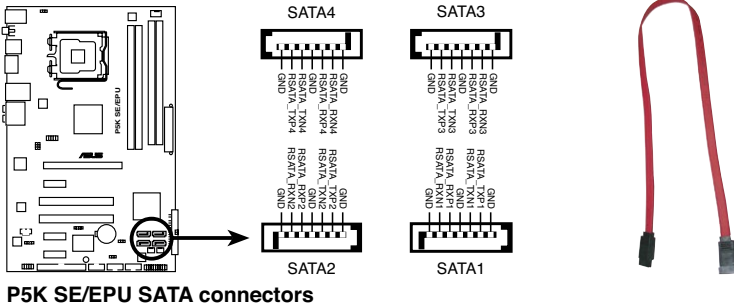 P5K SE/EPU
ASUS
SATA4
GND
RSATA_TXP4
RSATA_TXN4
GND
RSATA_RXP4
RSATA_RXN4
GND
SATA3
GND
RSATA_TXP3
RSATA_TXN3
GND
RSATA_RXP3
RSATA_RXN3
GND
GND
RSATA_RXN2
RSATA_RXP2
GND
RSATA_TXN2
RSATA_TXP2
GND
SATA2
GND
RSATA_RXN1
RSATA_RXP1
GND
RSATA_TXN1
RSATA_TXP1
GND
SATA1
P5K SE/EPU SATA connectors